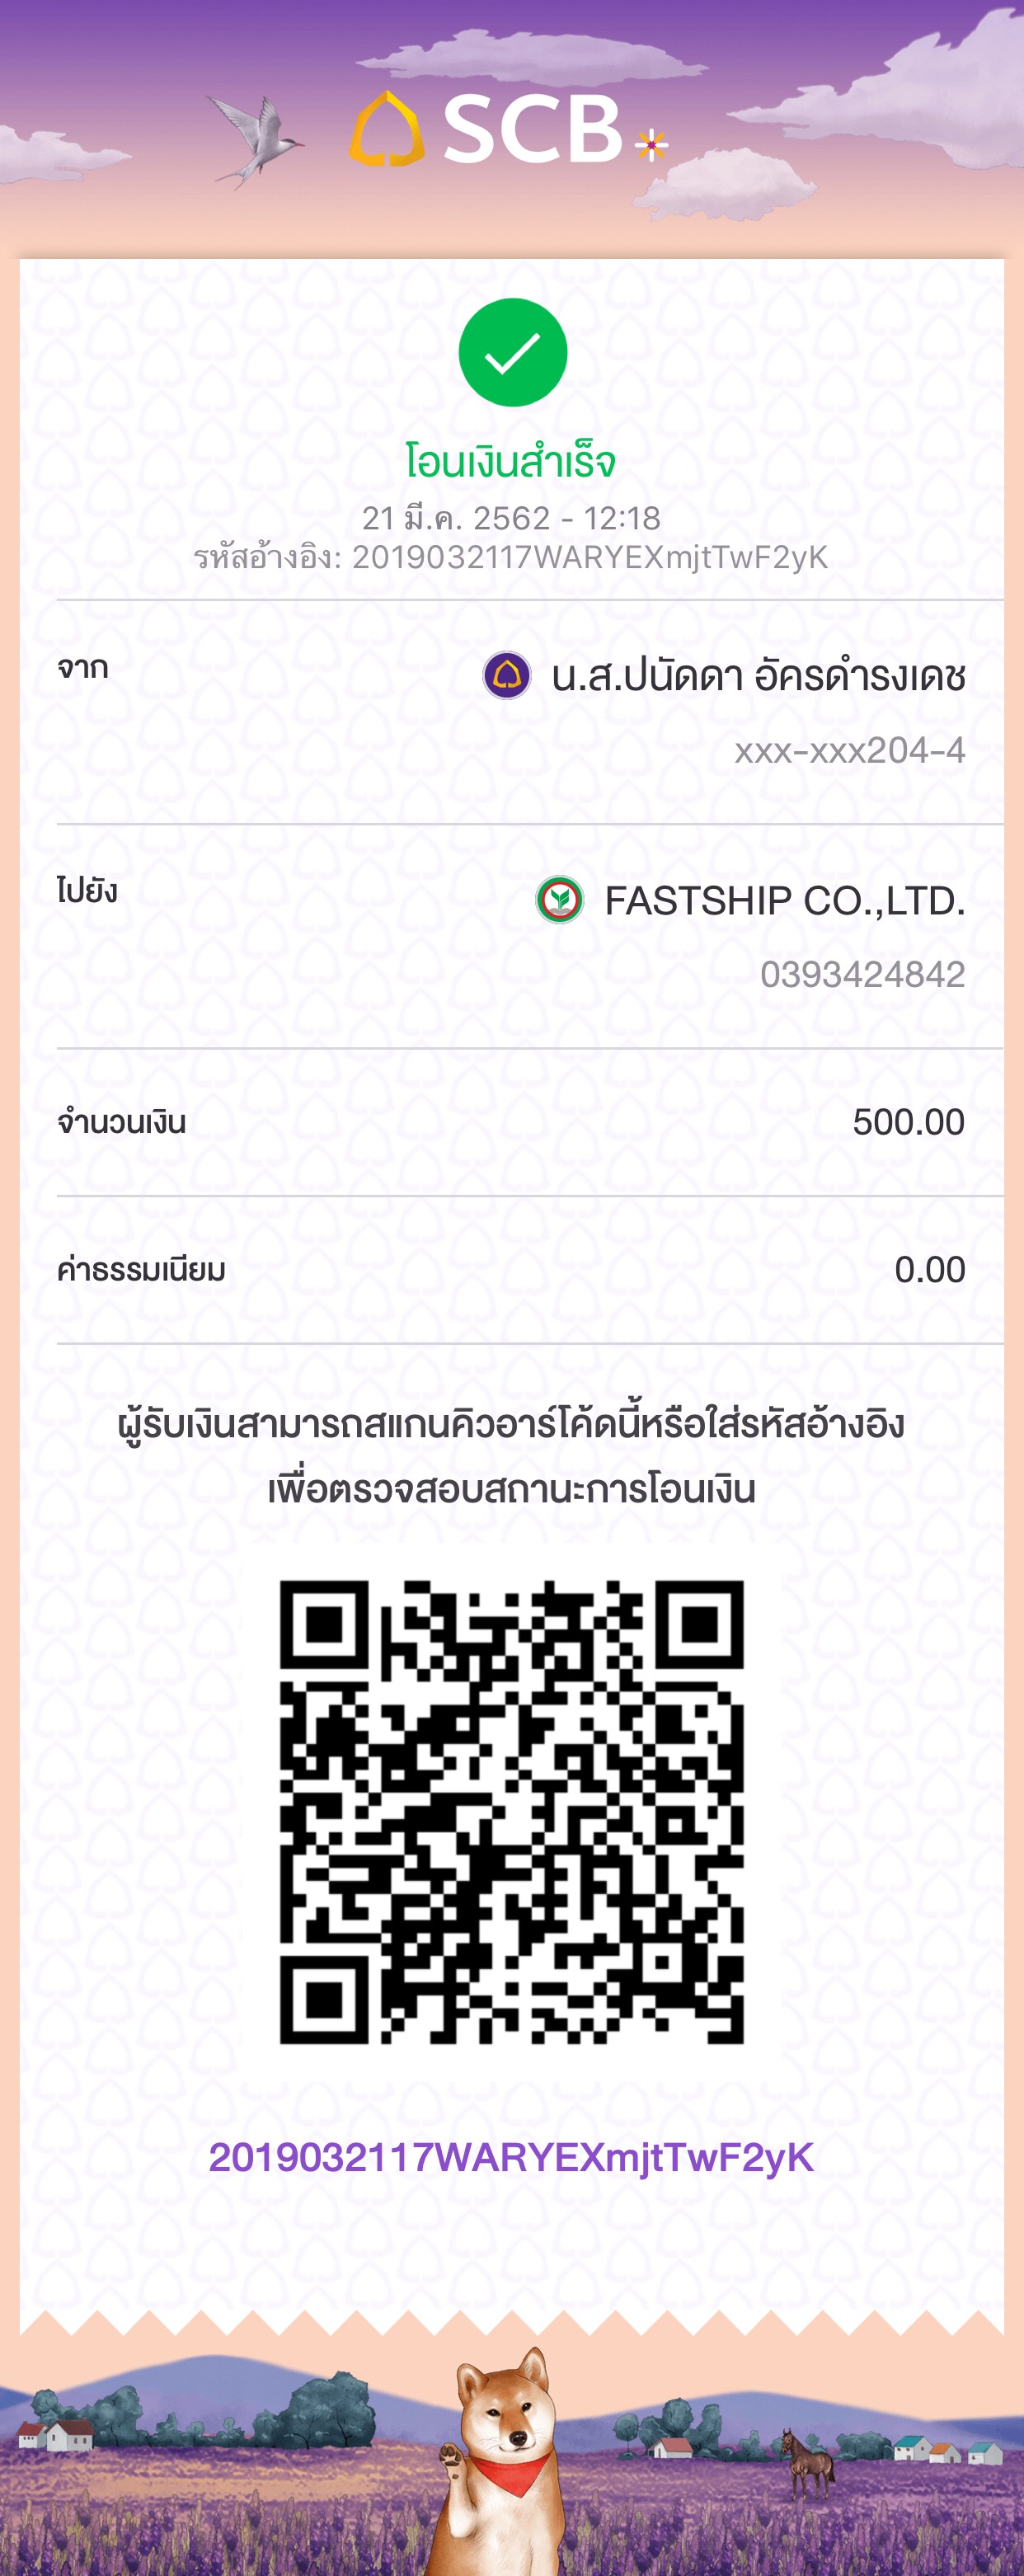 SCB
โอนเงินสำเร็จ
21 มี.ค. 2562 - 12:18
รหัสอ้างอิง: 2019032117WARYEXmjtTwF2yK
จาก
น.ส.ปนัดดา อัครดำรงเดช
xxx-xxx204-4
ไปยัง
FASTSHIP CO.,LTD.
0393424842
จำนวนเงิน
500.00
ค่าธรรมเนียม
0.00
ผู้รับเงินสามารถสแกนคิวอาร์โค้ดนี้หรือใส่รหัสอ้างอิง
เพื่อตรวจสอบสถานะการโอนเงิน
2019032117WARYEXmjtTwF2yK